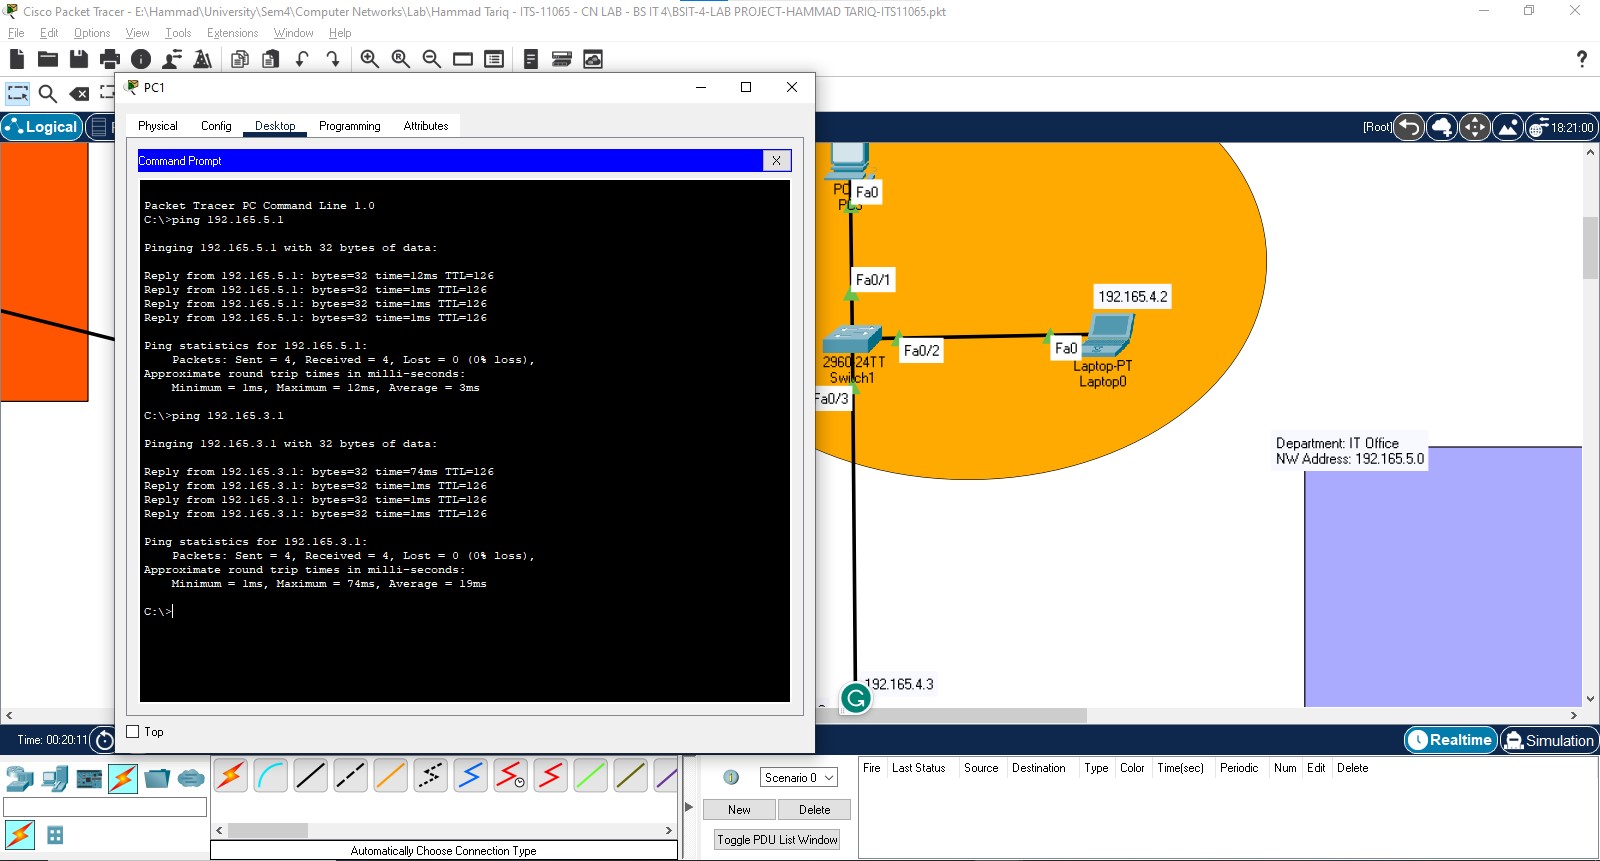 Cisco Packet Tracer - E:\Hammad\University\Sem4\Computer Networks\Lab\Hammad Tariq - ITS-11065 - CN LAB - BS IT 4\BSIT-4-LAB PROJECT-HAMMAD TARIQ-ITS11065.pkt
File Edit Options View Tools Extensions Window Help
?
Logical
[Root]
18:21:00
PC1
Physical Config Desktop Programming Attributes
Command Prompt
X
Packet Tracer PC Command Line 1.0
C:\>ping 192.165.5.1
Pinging 192.165.5.1 with 32 bytes of data:
Reply from 192.165.5.1: bytes=32 time=12ms TTL=126
Reply from 192.165.5.1: bytes=32 time=1ms TTL=126
Reply from 192.165.5.1: bytes=32 time=1ms TTL=126
Reply from 192.165.5.1: bytes=32 time=1ms TTL=126
Ping statistics for 192.165.5.1:
Packets: Sent = 4, Received = 4, Lost = 0 (0% loss),
Approximate round trip times in milli-seconds:
Minimum = 1ms, Maximum = 12ms, Average = 3ms
C:\>ping 192.165.3.1
Pinging 192.165.3.1 with 32 bytes of data:
Reply from 192.165.3.1: bytes=32 time=74ms TTL=126
Reply from 192.165.3.1: bytes=32 time=1ms TTL=126
Reply from 192.165.3.1: bytes=32 time=1ms TTL=126
Reply from 192.165.3.1: bytes=32 time=1ms TTL=126
Ping statistics for 192.165.3.1:
Packets: Sent = 4, Received = 4, Lost = 0 (0% loss),
Approximate round trip times in milli-seconds:
Minimum = 1ms, Maximum = 74ms, Average = 19ms
C:\>
Top
Fa0
Fa0/1
192.165.4.2
Fa0/2
Fa0
2960-24TT
Switch1
Laptop-PT
Laptop0
Fa0/3
Department: IT Office
NW Address: 192.165.5.0
192.165.4.3
Time: 00:20:11
Realtime
Simulation
Scenario 0
New Delete
Toggle PDU List Window
Fire Last Status Source Destination Type Color Time(sec) Periodic Num Edit Delete
Automatically Choose Connection Type